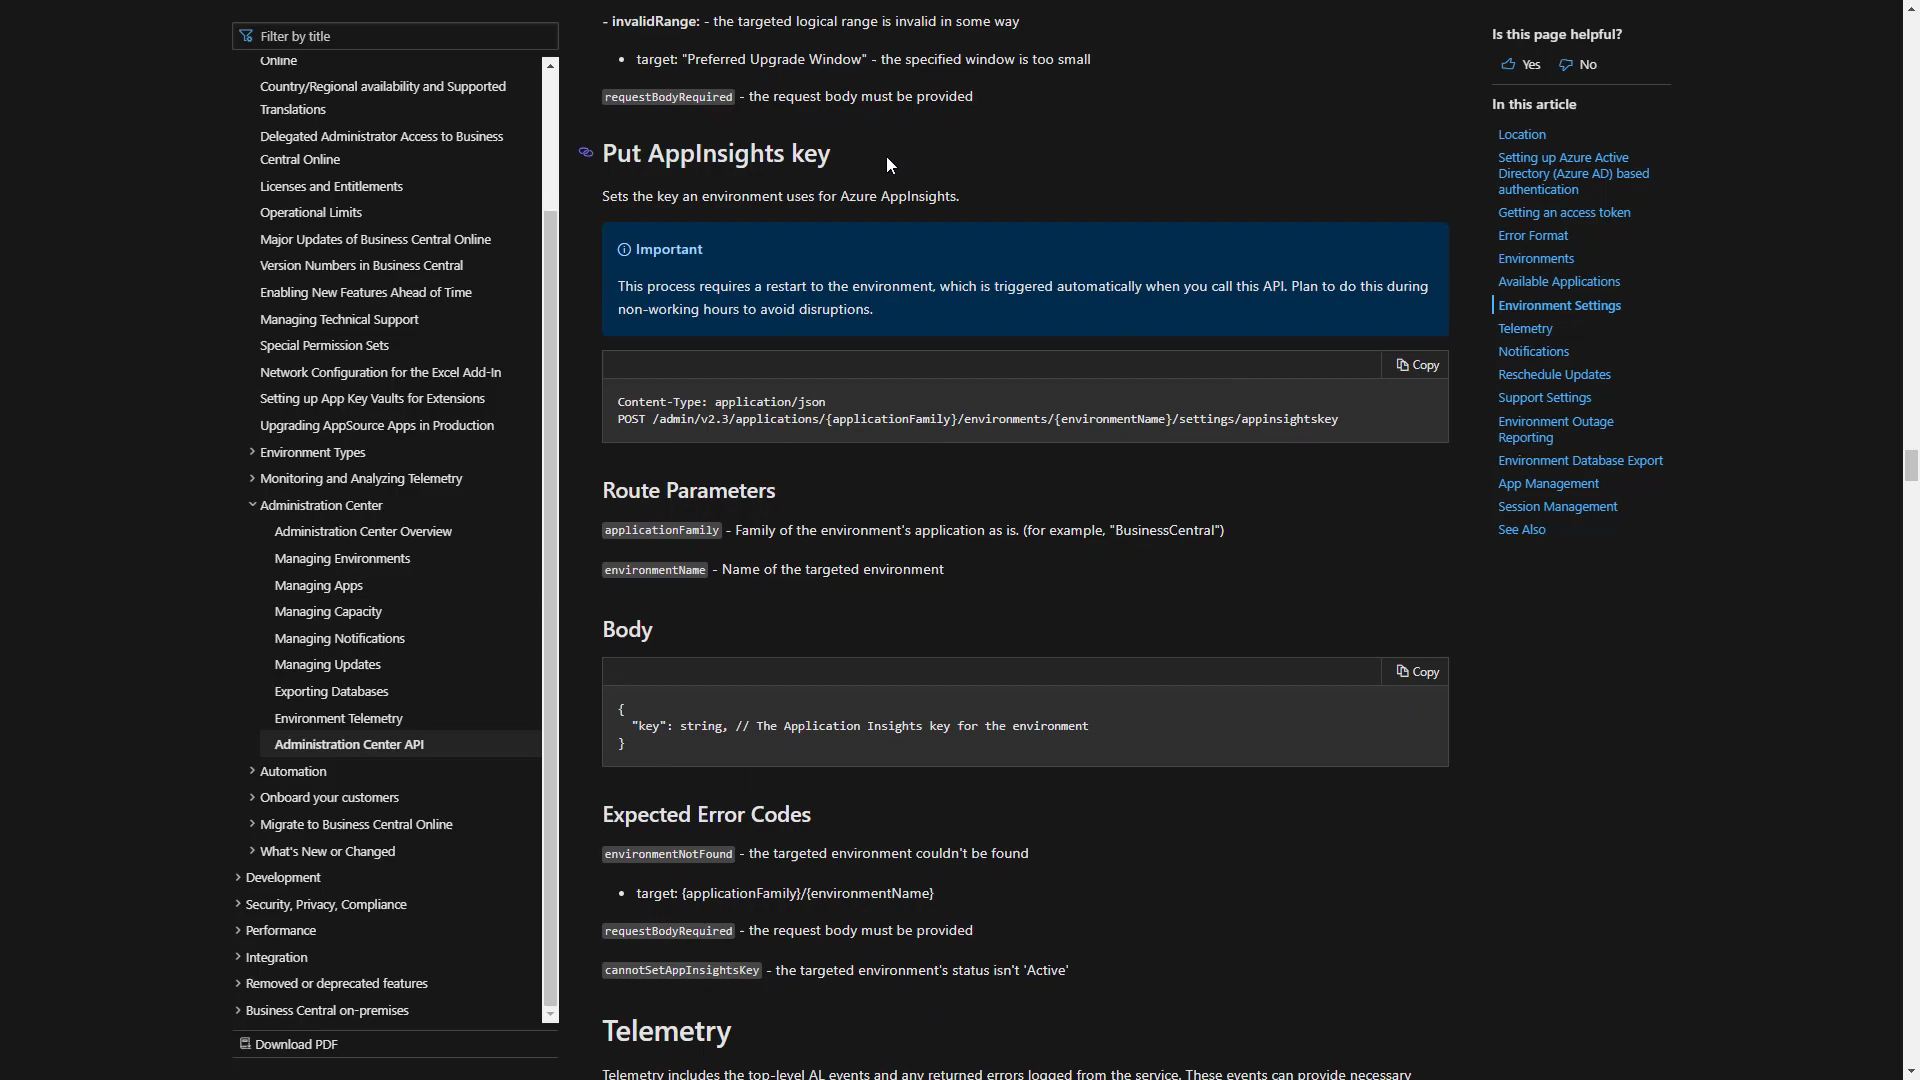 Filter by title
Online
Country/Regional availability and Supported
Translations
Delegated Administrator Access to Business
Central Online
Licenses and Entitlements
Operational Limits
Major Updates of Business Central Online
Version Numbers in Business Central
Enabling New Features Ahead of Time
Managing Technical Support
Special Permission Sets
Network Configuration for the Excel Add-In
Setting up App Key Vaults for Extensions
Upgrading AppSource Apps in Production
Environment Types
Monitoring and Analyzing Telemetry
Administration Center
Administration Center Overview
Managing Environments
Managing Apps
Managing Capacity
Managing Notifications
Managing Updates
Exporting Databases
Environment Telemetry
Administration Center API
Automation
Onboard your customers
Migrate to Business Central Online
What's New or Changed
Development
Security, Privacy, Compliance
Performance
Integration
Removed or deprecated features
Business Central on-premises
Download PDF
- invalidRange: - the targeted logical range is invalid in some way
• target: "Preferred Upgrade Window" - the specified window is too small
requestBodyRequired - the request body must be provided
Put AppInsights key
Sets the key an environment uses for Azure AppInsights.
Important
This process requires a restart to the environment, which is triggered automatically when you call this API. Plan to do this during
non-working hours to avoid disruptions.
Copy
Content-Type: application/json
POST /admin/v2.3/applications/{applicationFamily}/environments/{environmentName}/settings/appinsightskey
Route Parameters
applicationFamily - Family of the environment's application as is. (for example, "BusinessCentral")
environmentName - Name of the targeted environment
Body
Copy
{
"key": string, // The Application Insights key for the environment
}
Expected Error Codes
environmentNotFound - the targeted environment couldn't be found
• target: {applicationFamily}/{environmentName}
requestBodyRequired - the request body must be provided
cannotSetAppInsightsKey - the targeted environment's status isn't 'Active'
Telemetry
Telemetry includes the top-level AL events and any returned errors logged from the service. These events can provide necessary
Is this page helpful?
Yes No
In this article
Location
Setting up Azure Active
Directory (Azure AD) based
authentication
Getting an access token
Error Format
Environments
Available Applications
Environment Settings
Telemetry
Notifications
Reschedule Updates
Support Settings
Environment Outage
Reporting
Environment Database Export
App Management
Session Management
See Also